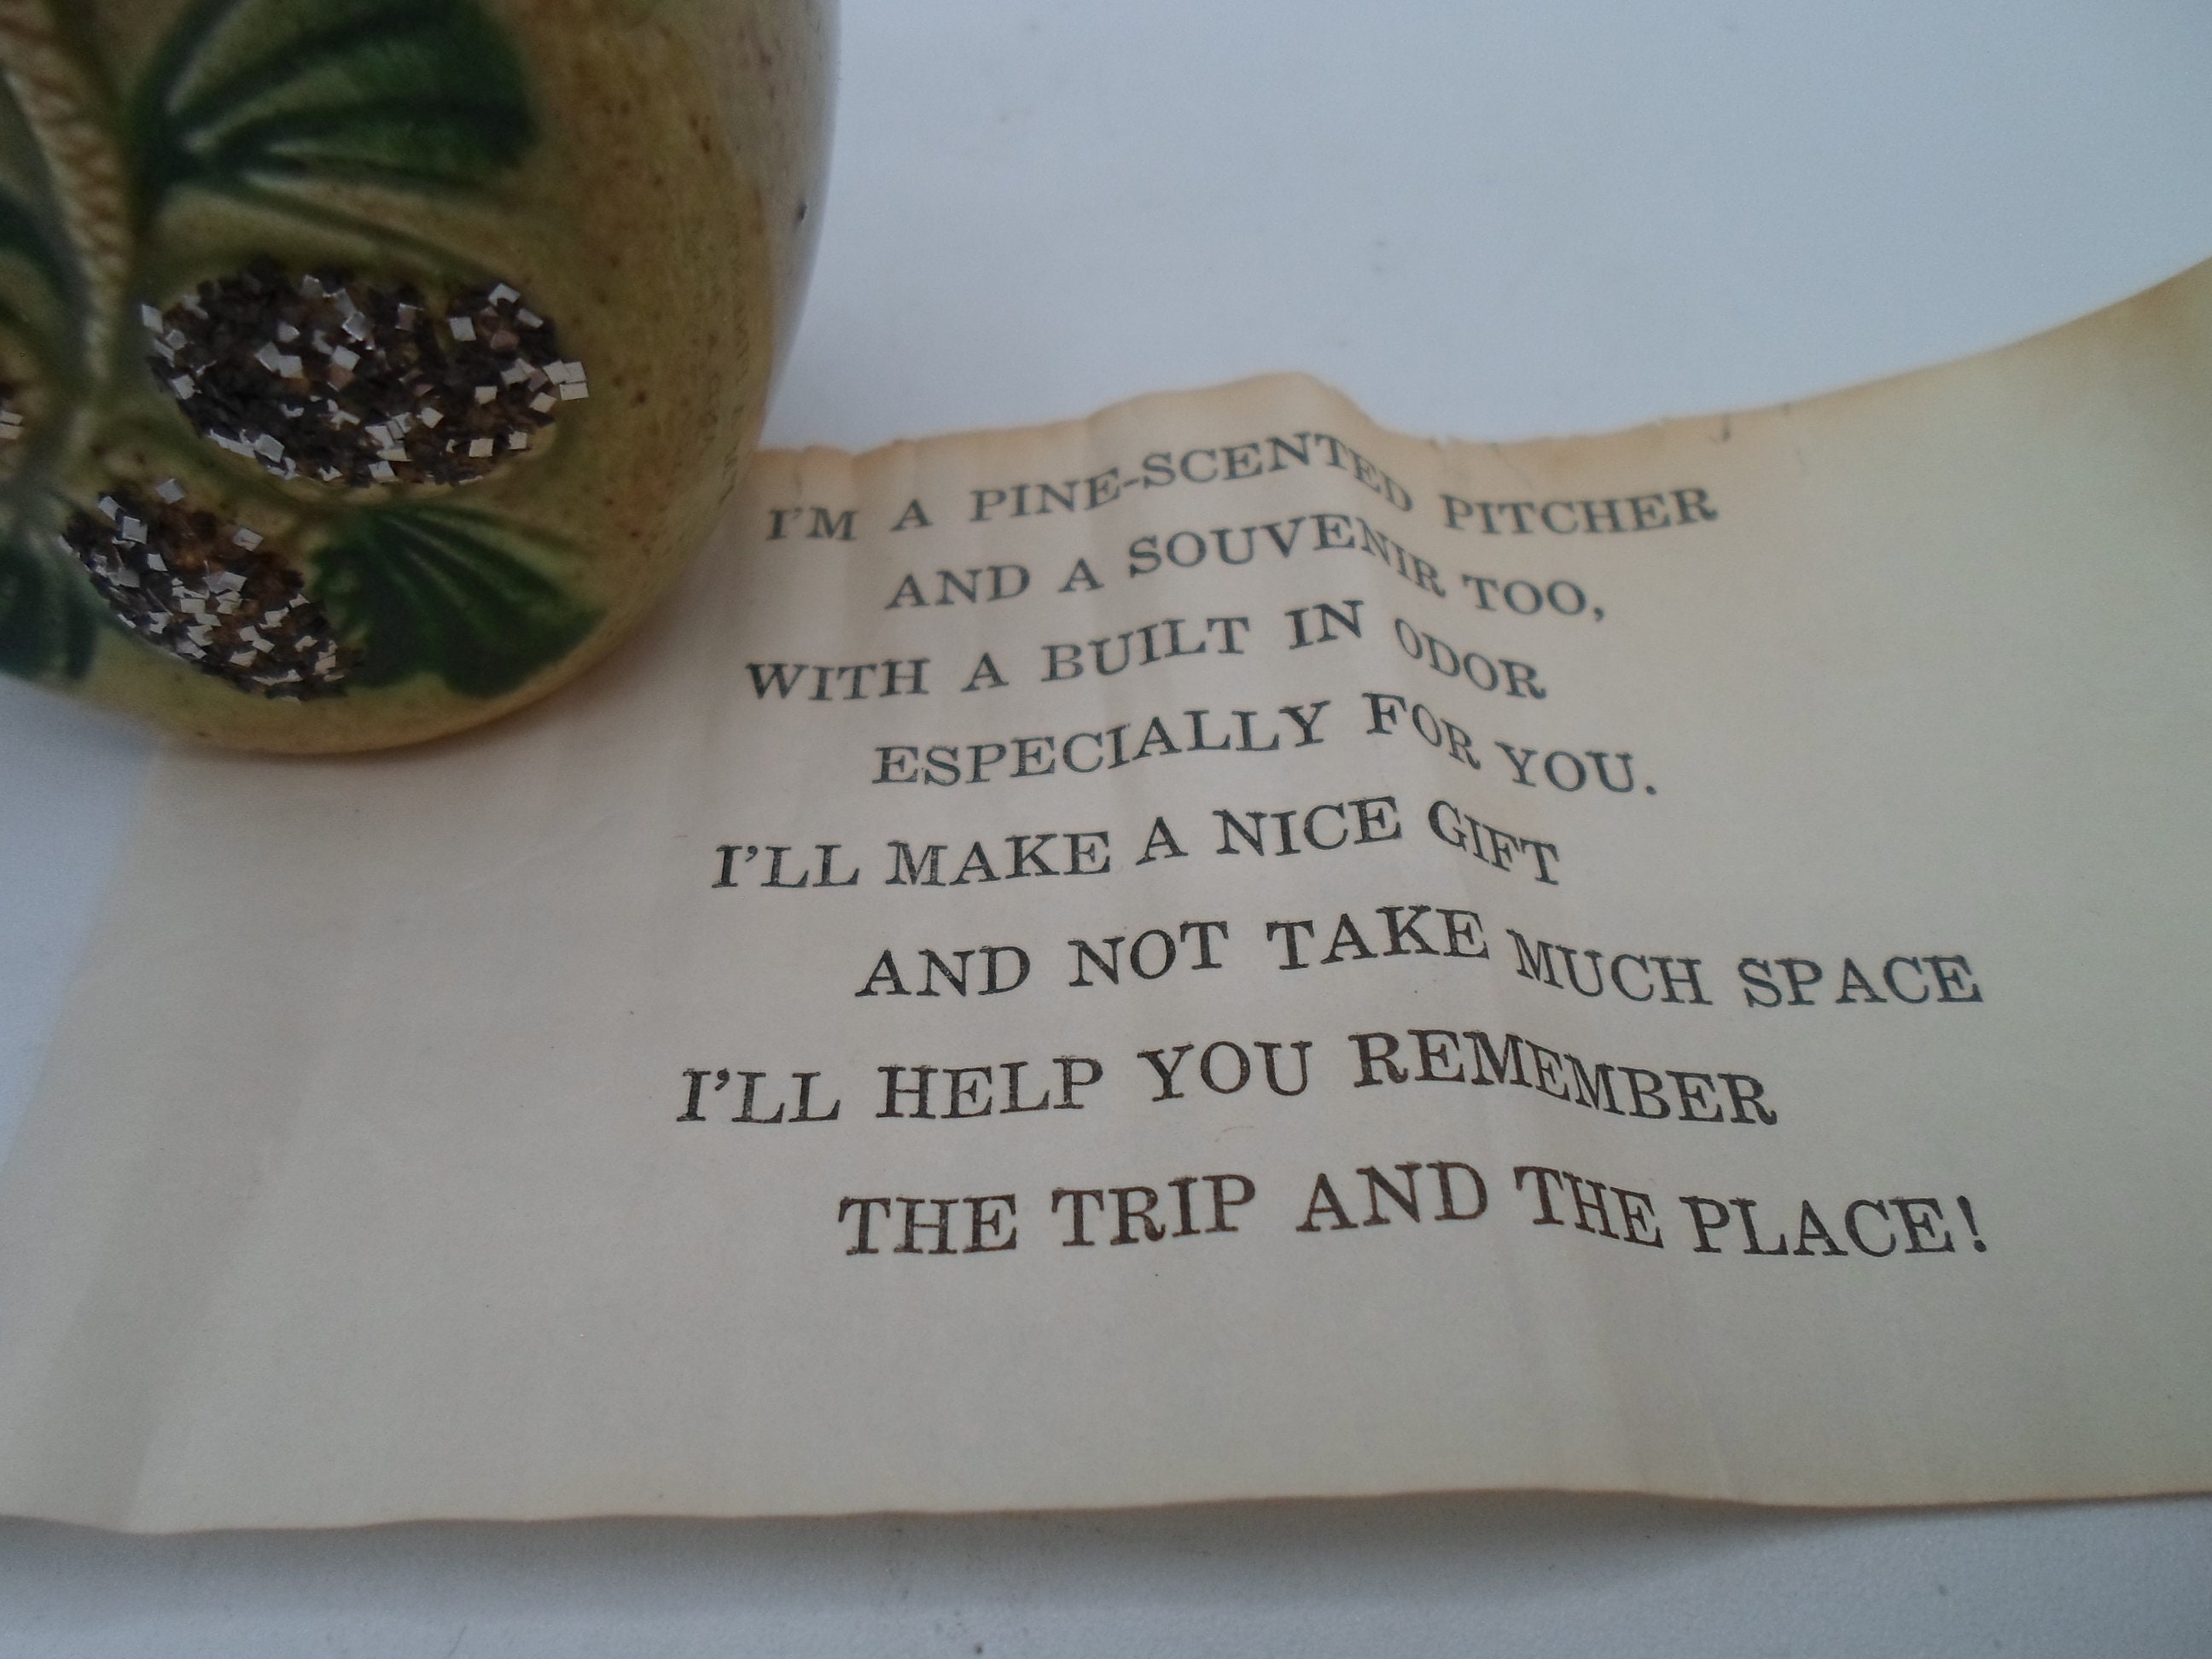 I'M A PINE-SCENTED PITCHER
AND A SOUVENIR TOO,
WITH A BUILT IN ODOR
ESPECIALLY FOR YOU.
I'LL MAKE A NICE GIFT
AND NOT TAKE MUCH SPACE
I'LL HELP YOU REMEMBER
THE TRIP AND THE PLACE!